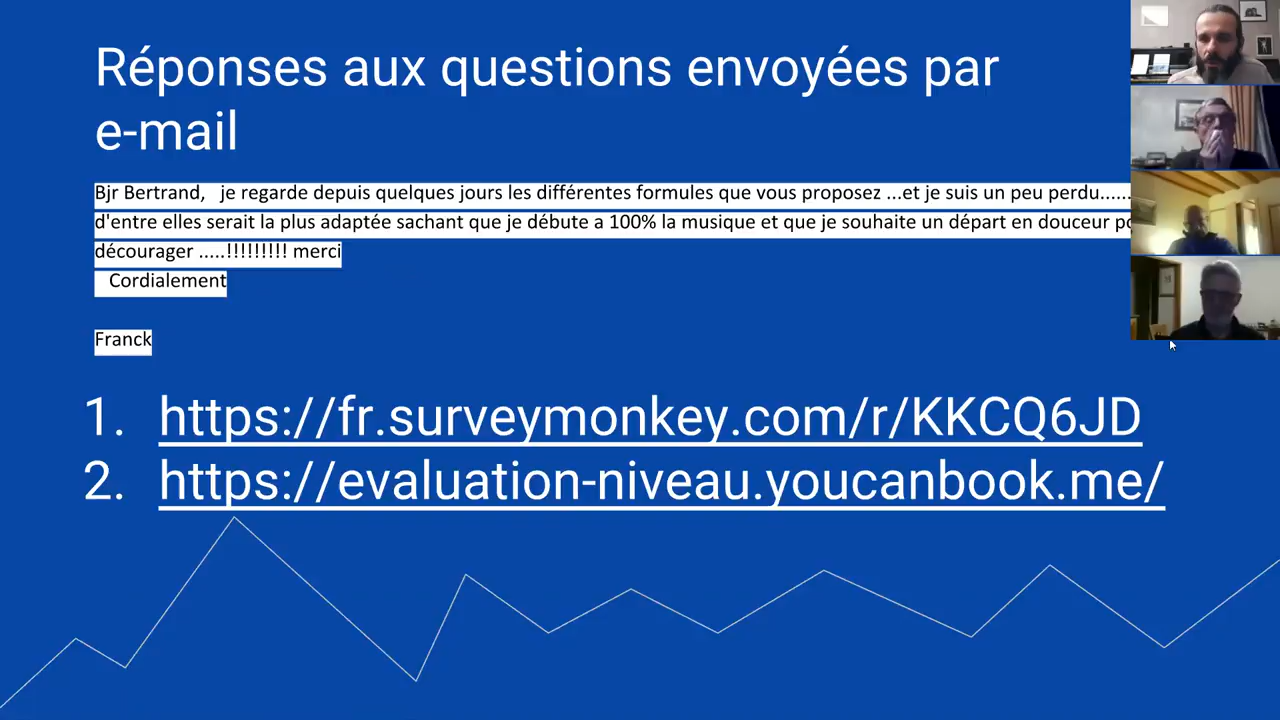 Réponses aux questions envoyées par
e-mail
Bjr Bertrand,   je regarde depuis quelques jours les différentes formules que vous proposez ...et je suis un peu perdu......
d'entre elles serait la plus adaptée sachant que je débute a 100% la musique et que je souhaite un départ en douceur
décourager .....!!!!!!!!! merci
Cordialement
Franck
1. https://fr.surveymonkey.com/r/KKCQ6JD
2. https://evaluation-niveau.youcanbook.me/